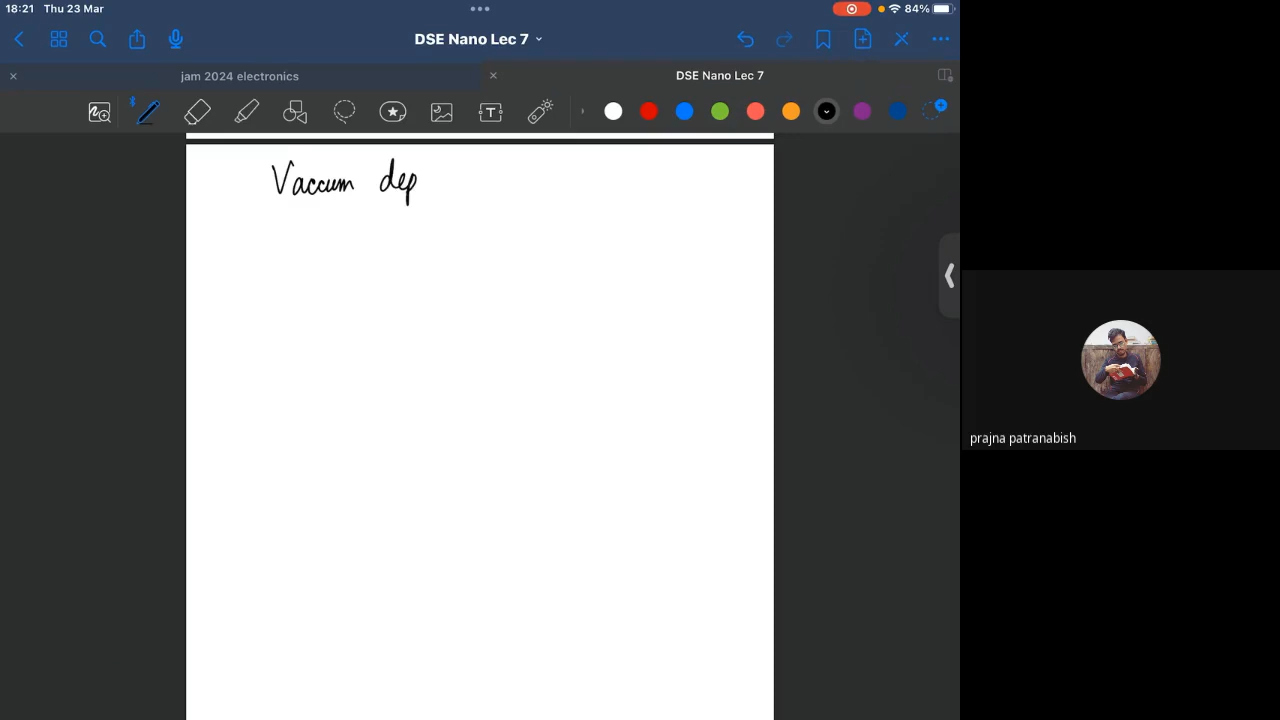 18:21 Thu 23 Mar 84%
DSE Nano Lec 7
jam 2024 electronics DSE Nano Lec 7
T
Vaccum dep
prajna patranabish